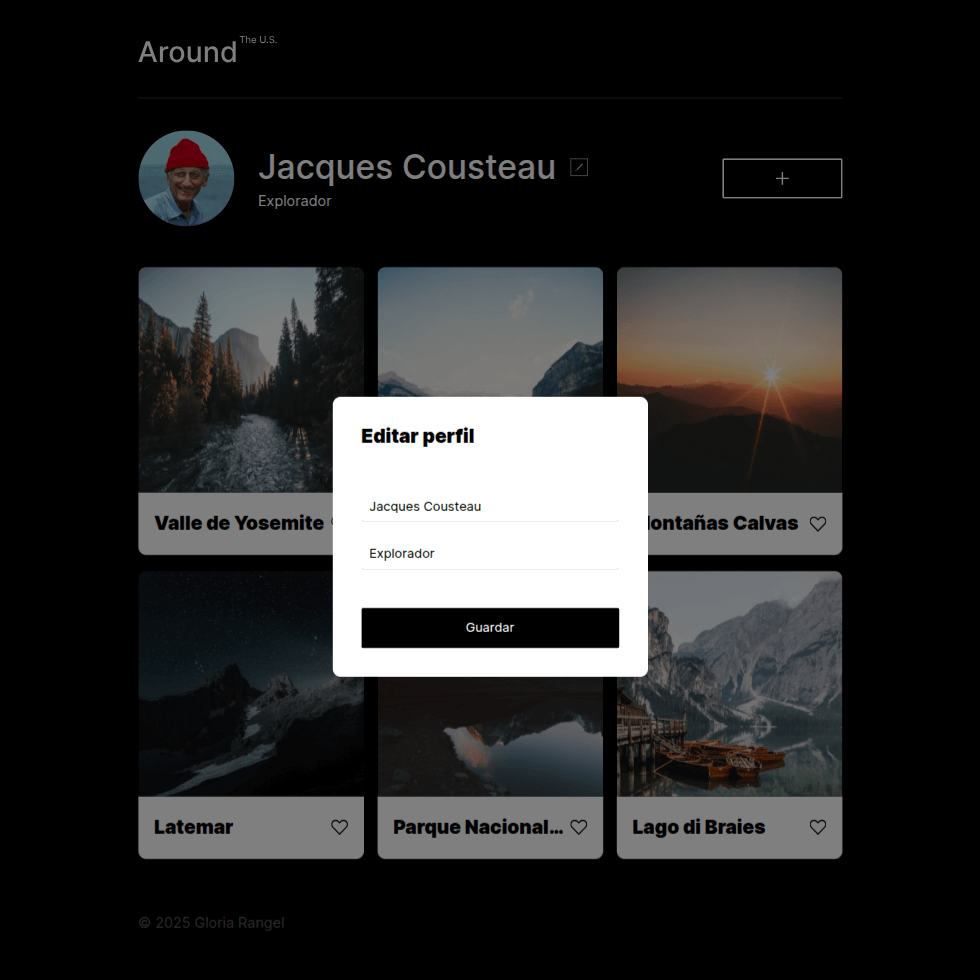 Around The U.S.
Jacques Cousteau
Explorador
Editar perfil
Jacques Cousteau
Explorador
Guardar
Valle de Yosemite
ontañas Calvas
Latemar
Parque Nacional...
Lago di Braies
© 2025 Gloria Rangel